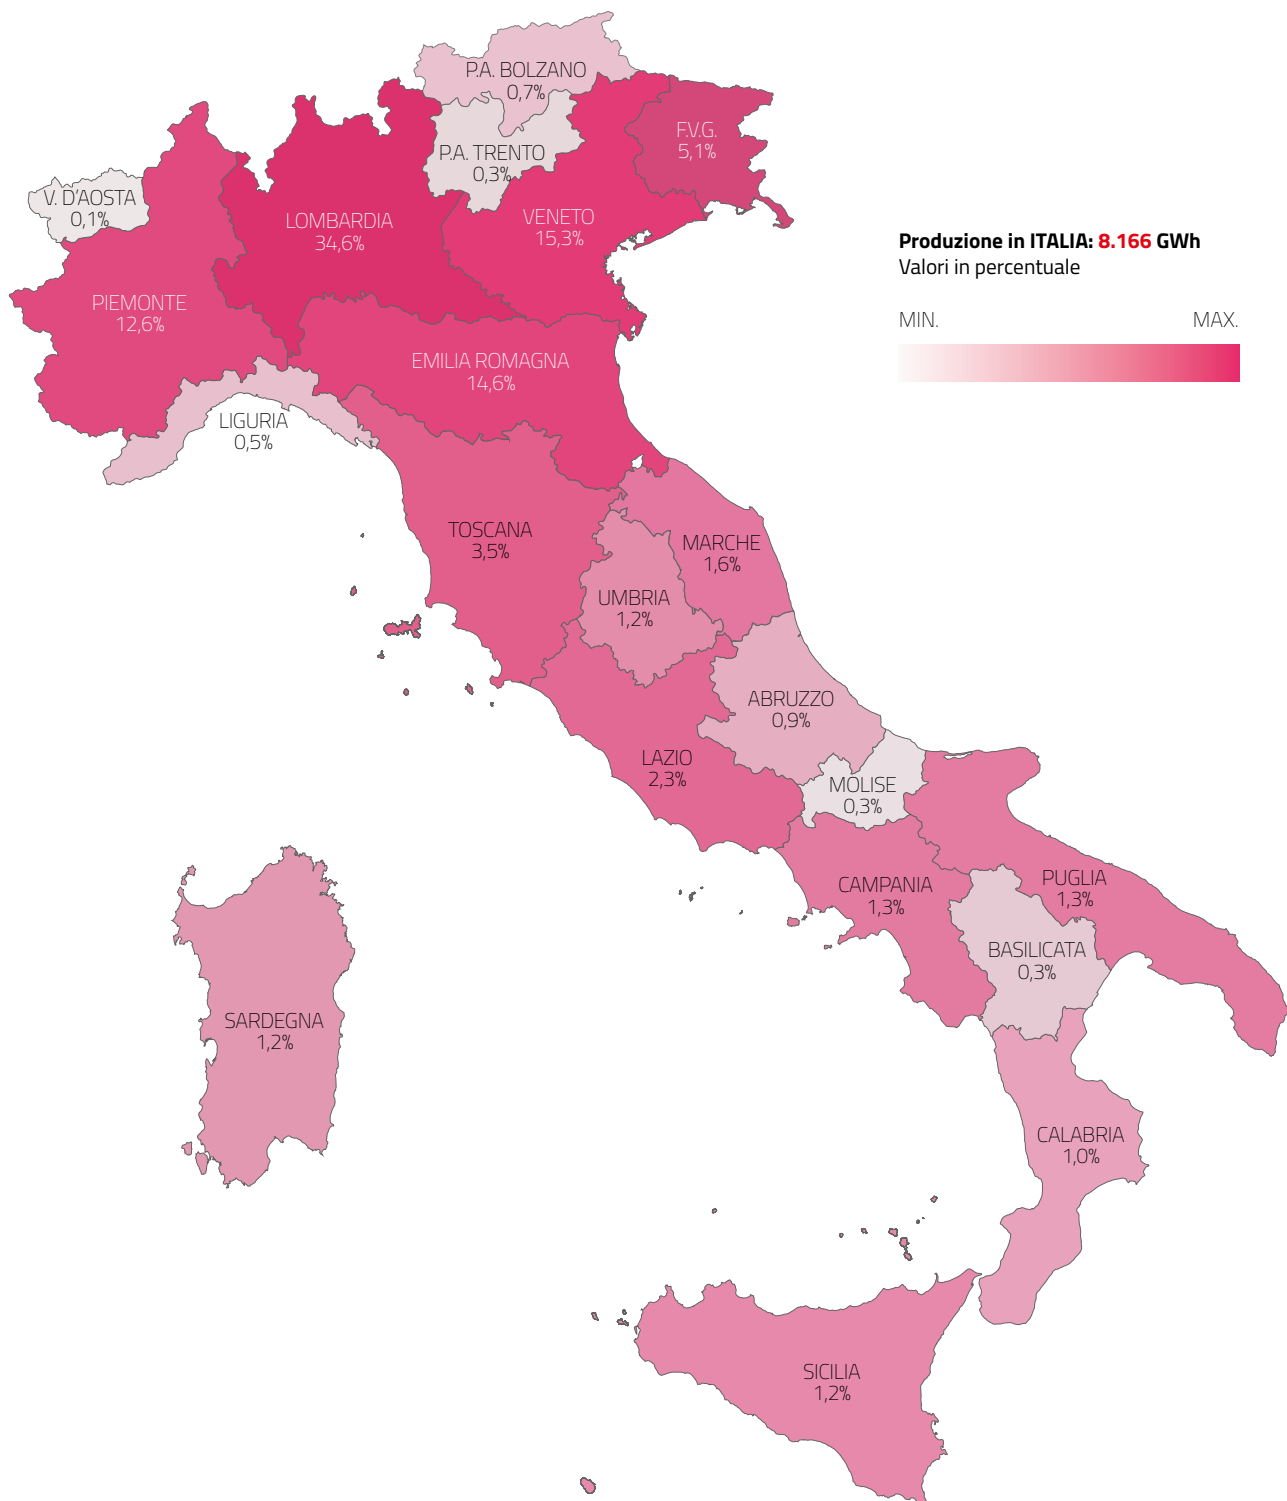 P.A. BOLZANO
0,7%
F.V.G.
5,1%
P.A. TRENTO
0,3%
V. D'AOSTA
0,1%
LOMBARDIA
34,6%
VENETO
15,3%
Produzione in ITALIA: 8.166 GWh
Valori in percentuale
MIN.
MAX.
PIEMONTE
12,6%
EMILIA ROMAGNA
14,6%
LIGURIA
0,5%
TOSCANA
3,5%
MARCHE
1,6%
UMBRIA
1,2%
ABRUZZO
0,9%
LAZIO
2,3%
MOLISE
0,3%
CAMPANIA
1,3%
PUGLIA
1,3%
BASILICATA
0,3%
SARDEGNA
1,2%
CALABRIA
1,0%
SICILIA
1,2%